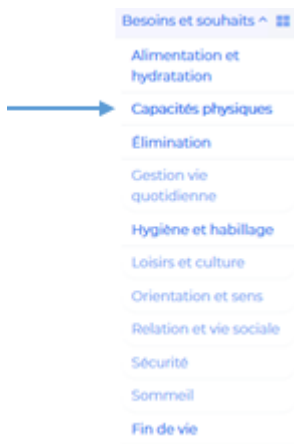 Besoins et souhaits ^
Alimentation et
hydratation
Capacités physiques
Élimination
Gestion vie
quotidienne
Hygiène et habillage
Loisirs et culture
Orientation et sens
Relation et vie sociale
Sécurité
Sommeil
Fin de vie